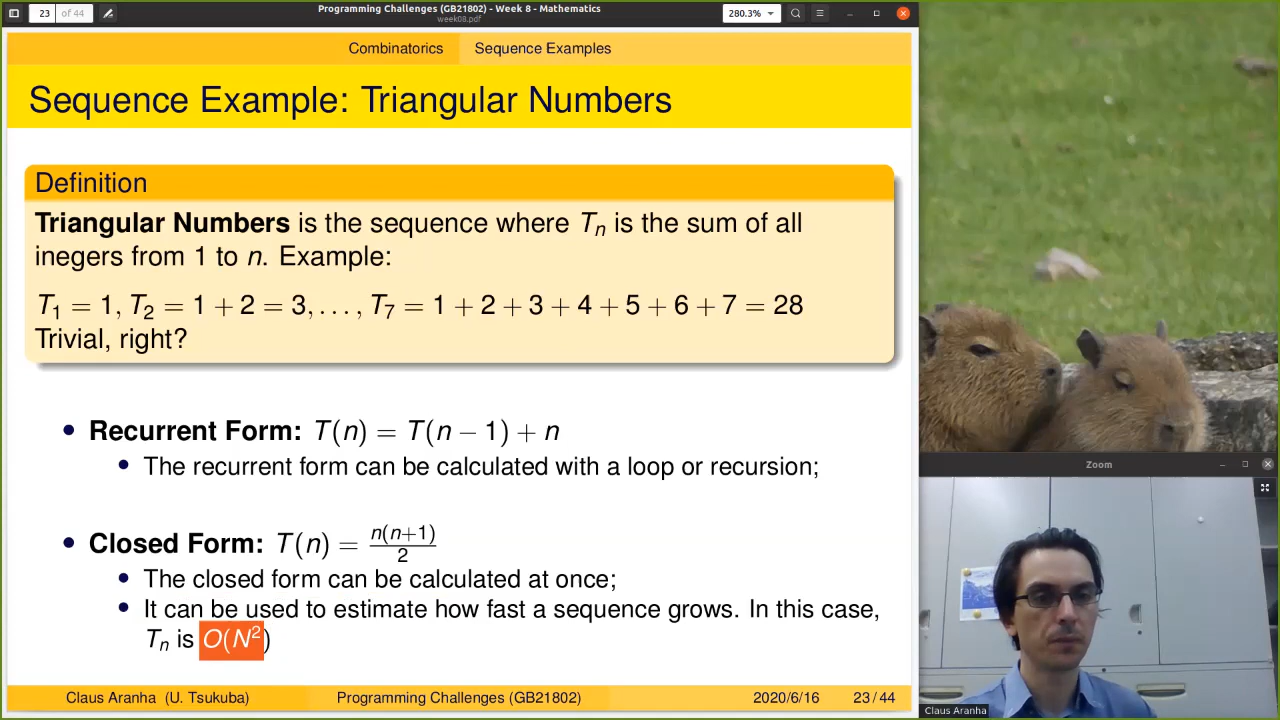 23 of 44
Programming Challenges (GB21802) - Week 8 - Mathematics
week08.pdf
280.3%
Combinatorics Sequence Examples
Sequence Example: Triangular Numbers
Definition
Triangular Numbers is the sequence where Tₙ is the sum of all
inegers from 1 to n. Example:
T₁ = 1, T₂ = 1 + 2 = 3, . . . , T₇ = 1 + 2 + 3 + 4 + 5 + 6 + 7 = 28
Trivial, right?
• Recurrent Form: T(n) = T(n − 1) + n
• The recurrent form can be calculated with a loop or recursion;
• Closed Form: T(n) = n(n+1)/2
• The closed form can be calculated at once;
• It can be used to estimate how fast a sequence grows. In this case,
Tₙ is O(N²)
Claus Aranha (U. Tsukuba) Programming Challenges (GB21802) 2020/6/16 23 / 44
Zoom
Claus Aranha